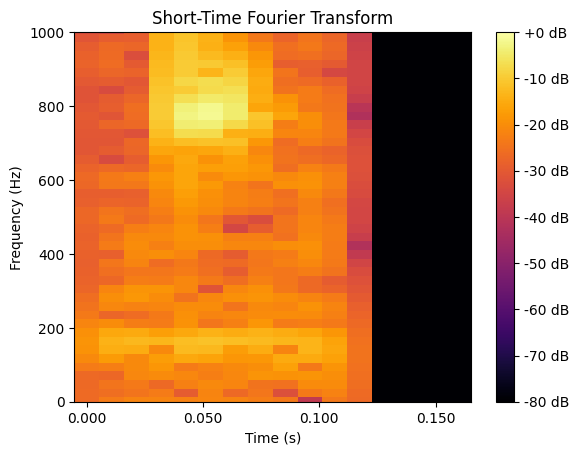 Short-Time Fourier Transform
1000
800
600
400
200
0
Frequency (Hz)
0.000
0.050
0.100
0.150
Time (s)
+0 dB
-10 dB
-20 dB
-30 dB
-40 dB
-50 dB
-60 dB
-70 dB
-80 dB